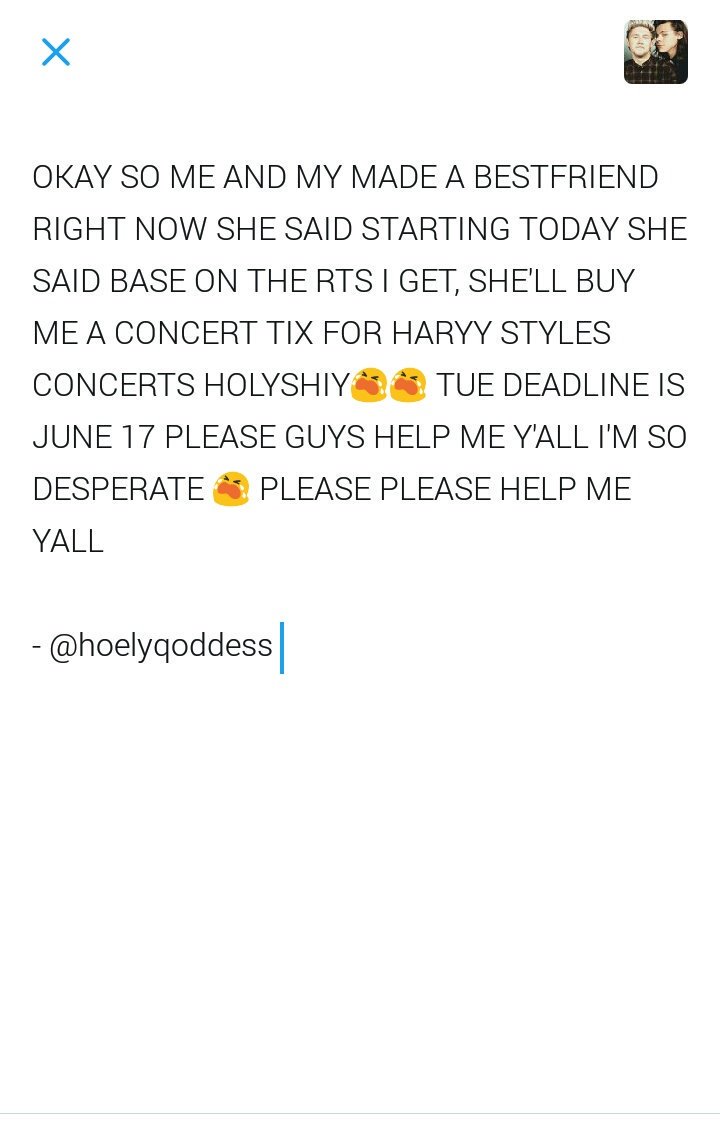 OKAY SO ME AND MY MADE A BESTFRIEND
RIGHT NOW SHE SAID STARTING TODAY SHE
SAID BASE ON THE RTS I GET, SHE'LL BUY
ME A CONCERT TIX FOR HARYY STYLES
CONCERTS HOLYSHIY😭😭 TUE DEADLINE IS
JUNE 17 PLEASE GUYS HELP ME Y'ALL I'M SO
DESPERATE 😭 PLEASE PLEASE HELP ME
YALL
- @hoelyqoddess